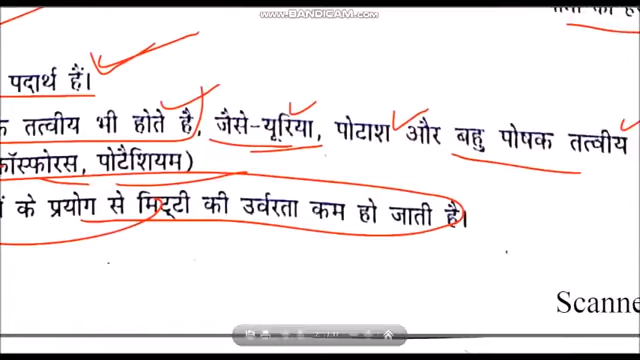 www.BANDICAM.com
पदार्थ हैं।
तत्वीय भी होते है, जैसे-यूरिया, पोटाश और बहु पोषक तत्वीय
फॉस्फोरस, पोटैशियम)
के प्रयोग से मिट्टी की उर्वरता कम हो जाती है।
Scanne